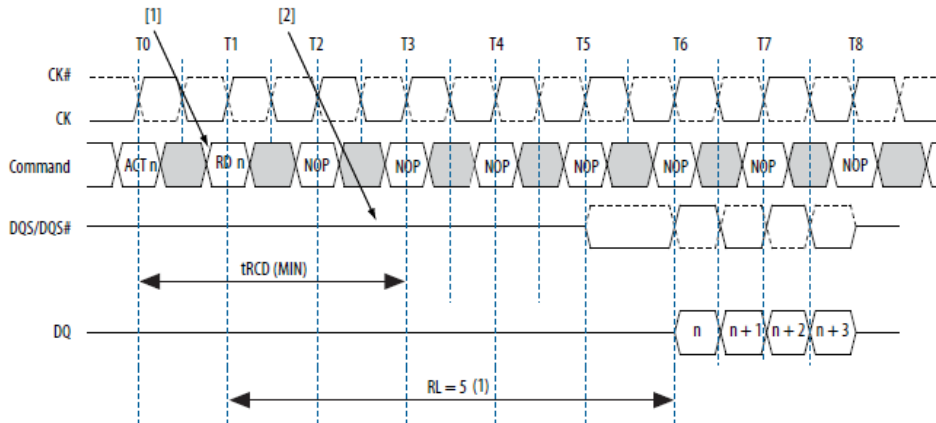 [1] [2]
T0 T1 T2 T3 T4 T5 T6 T7 T8
CK#
CK
Command ACT n RD n NOP NOP NOP NOP NOP NOP NOP
DQS/DQS#
tRCD (MIN)
DQ n n + 1 n + 2 n + 3
RL = 5 (1)